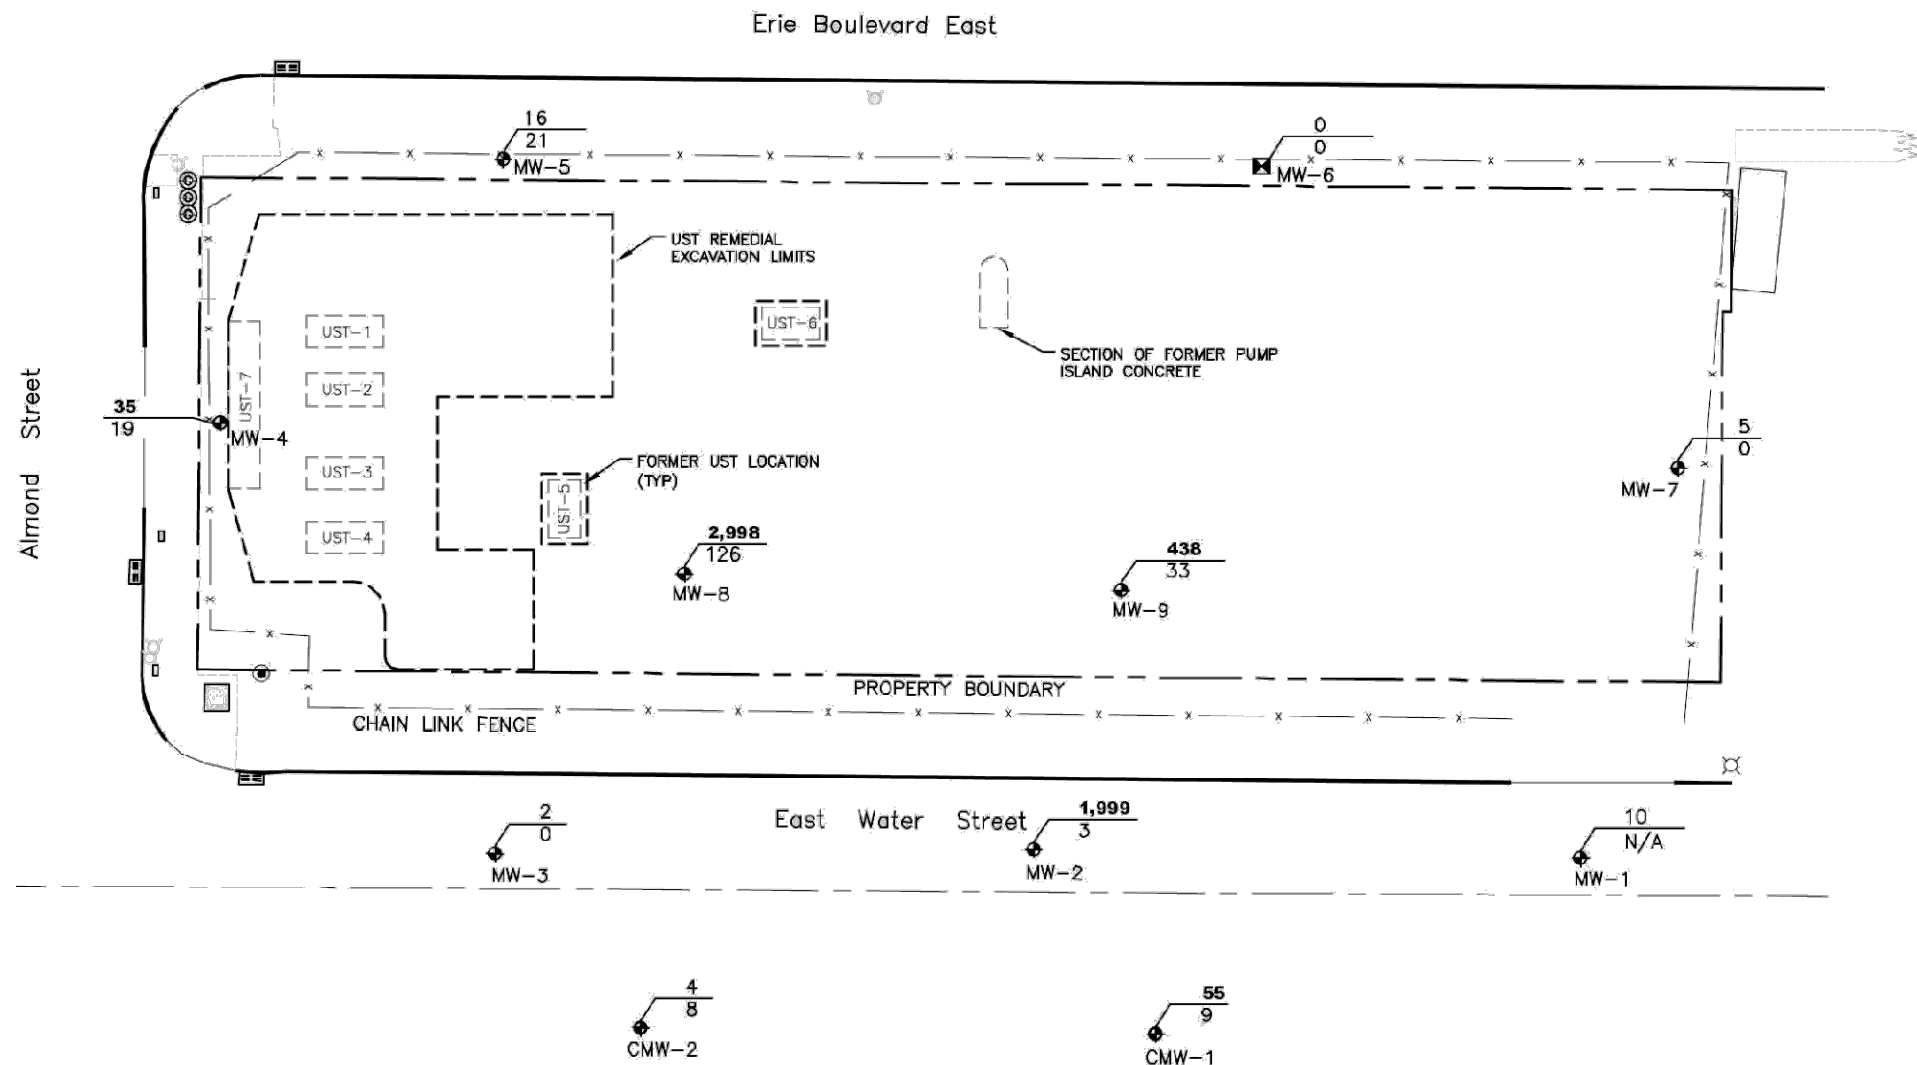 Erie Boulevard East
16
21
MW-5
0
0
MW-6
UST REMEDIAL
EXCAVATION LIMITS
UST-1
UST-6
SECTION OF FORMER PUMP
ISLAND CONCRETE
UST-2
UST-7
Almond Street
35
19
MW-4
5
0
MW-7
UST-3
FORMER UST LOCATION
(TYP)
UST-5
UST-4
2,998
126
MW-8
438
33
MW-9
PROPERTY BOUNDARY
CHAIN LINK FENCE
2
0
MW-3
East Water Street
1,999
3
MW-2
10
N/A
MW-1
4
8
CMW-2
55
9
CMW-1